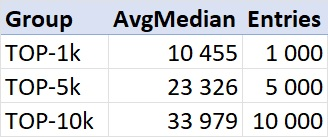 Group AvgMedian Entries
TOP-1k 10 455 1 000
TOP-5k 23 326 5 000
TOP-10k 33 979 10 000